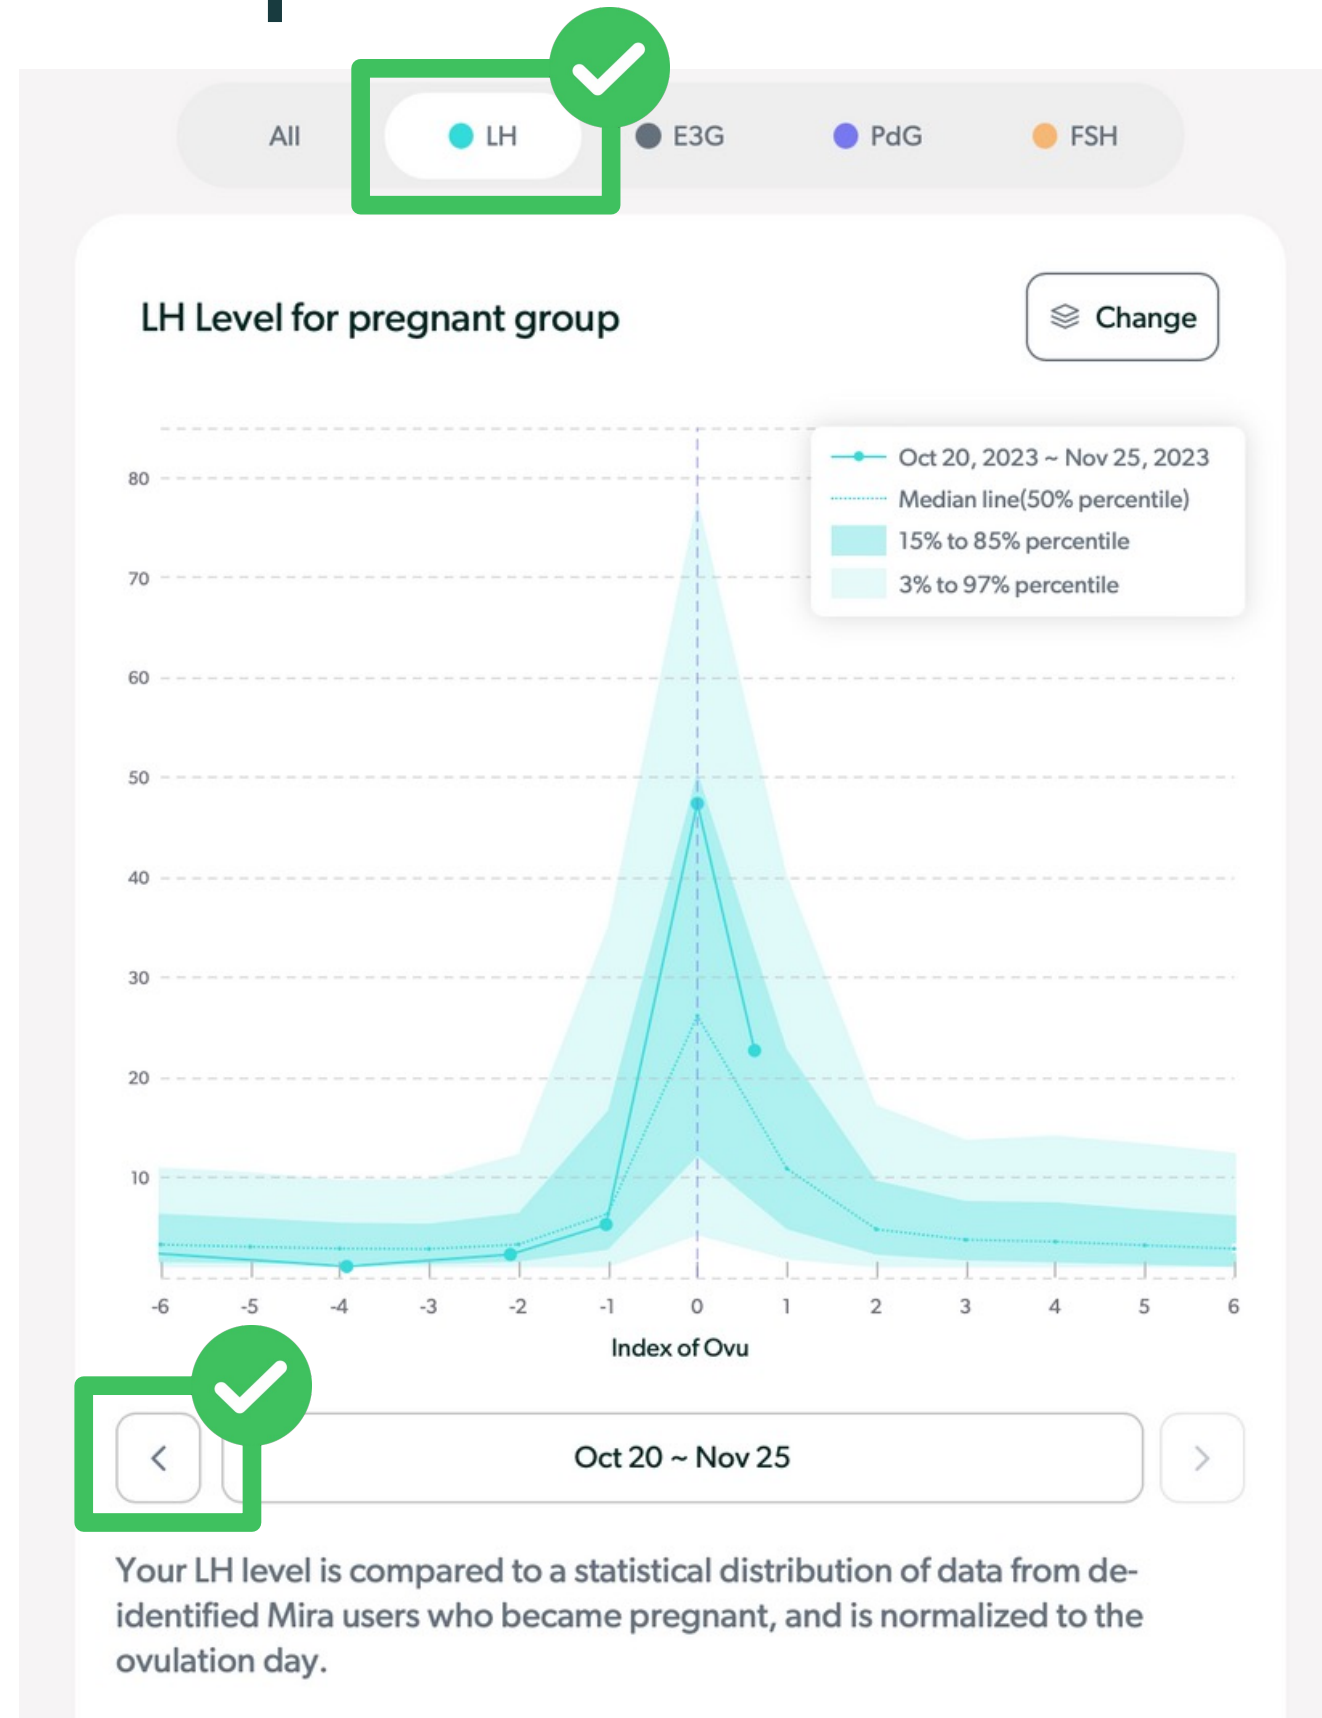 All
LH
E3G
PdG
FSH
LH Level for pregnant group
Change
Oct 20, 2023 ~ Nov 25, 2023
Median line(50% percentile)
15% to 85% percentile
3% to 97% percentile
80
70
60
50
40
30
20
10
-6 -5 -4 -3 -2 -1 0 1 2 3 4 5 6
Index of Ovu
Oct 20 ~ Nov 25
Your LH level is compared to a statistical distribution of data from de-
identified Mira users who became pregnant, and is normalized to the
ovulation day.